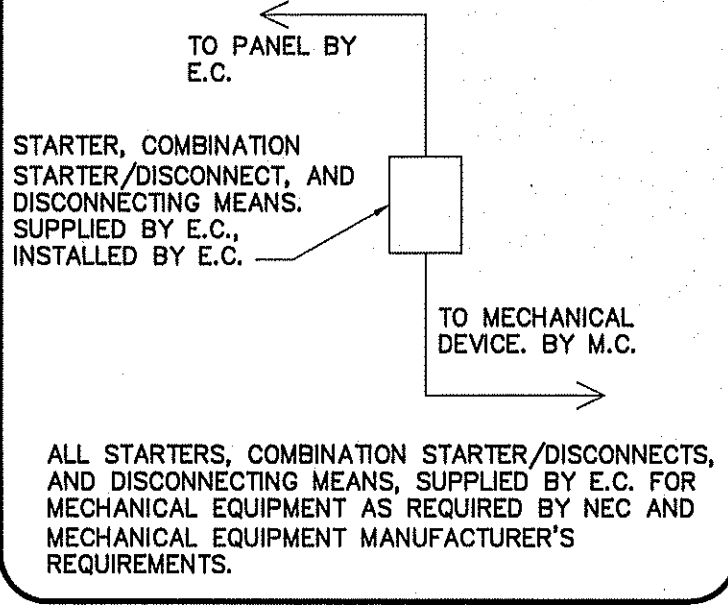 TO PANEL BY
E.C.
STARTER, COMBINATION
STARTER/DISCONNECT, AND
DISCONNECTING MEANS.
SUPPLIED BY E.C.,
INSTALLED BY E.C.
TO MECHANICAL
DEVICE. BY M.C.
ALL STARTERS, COMBINATION STARTER/DISCONNECTS,
AND DISCONNECTING MEANS, SUPPLIED BY E.C. FOR
MECHANICAL EQUIPMENT AS REQUIRED BY NEC AND
MECHANICAL EQUIPMENT MANUFACTURER'S
REQUIREMENTS.